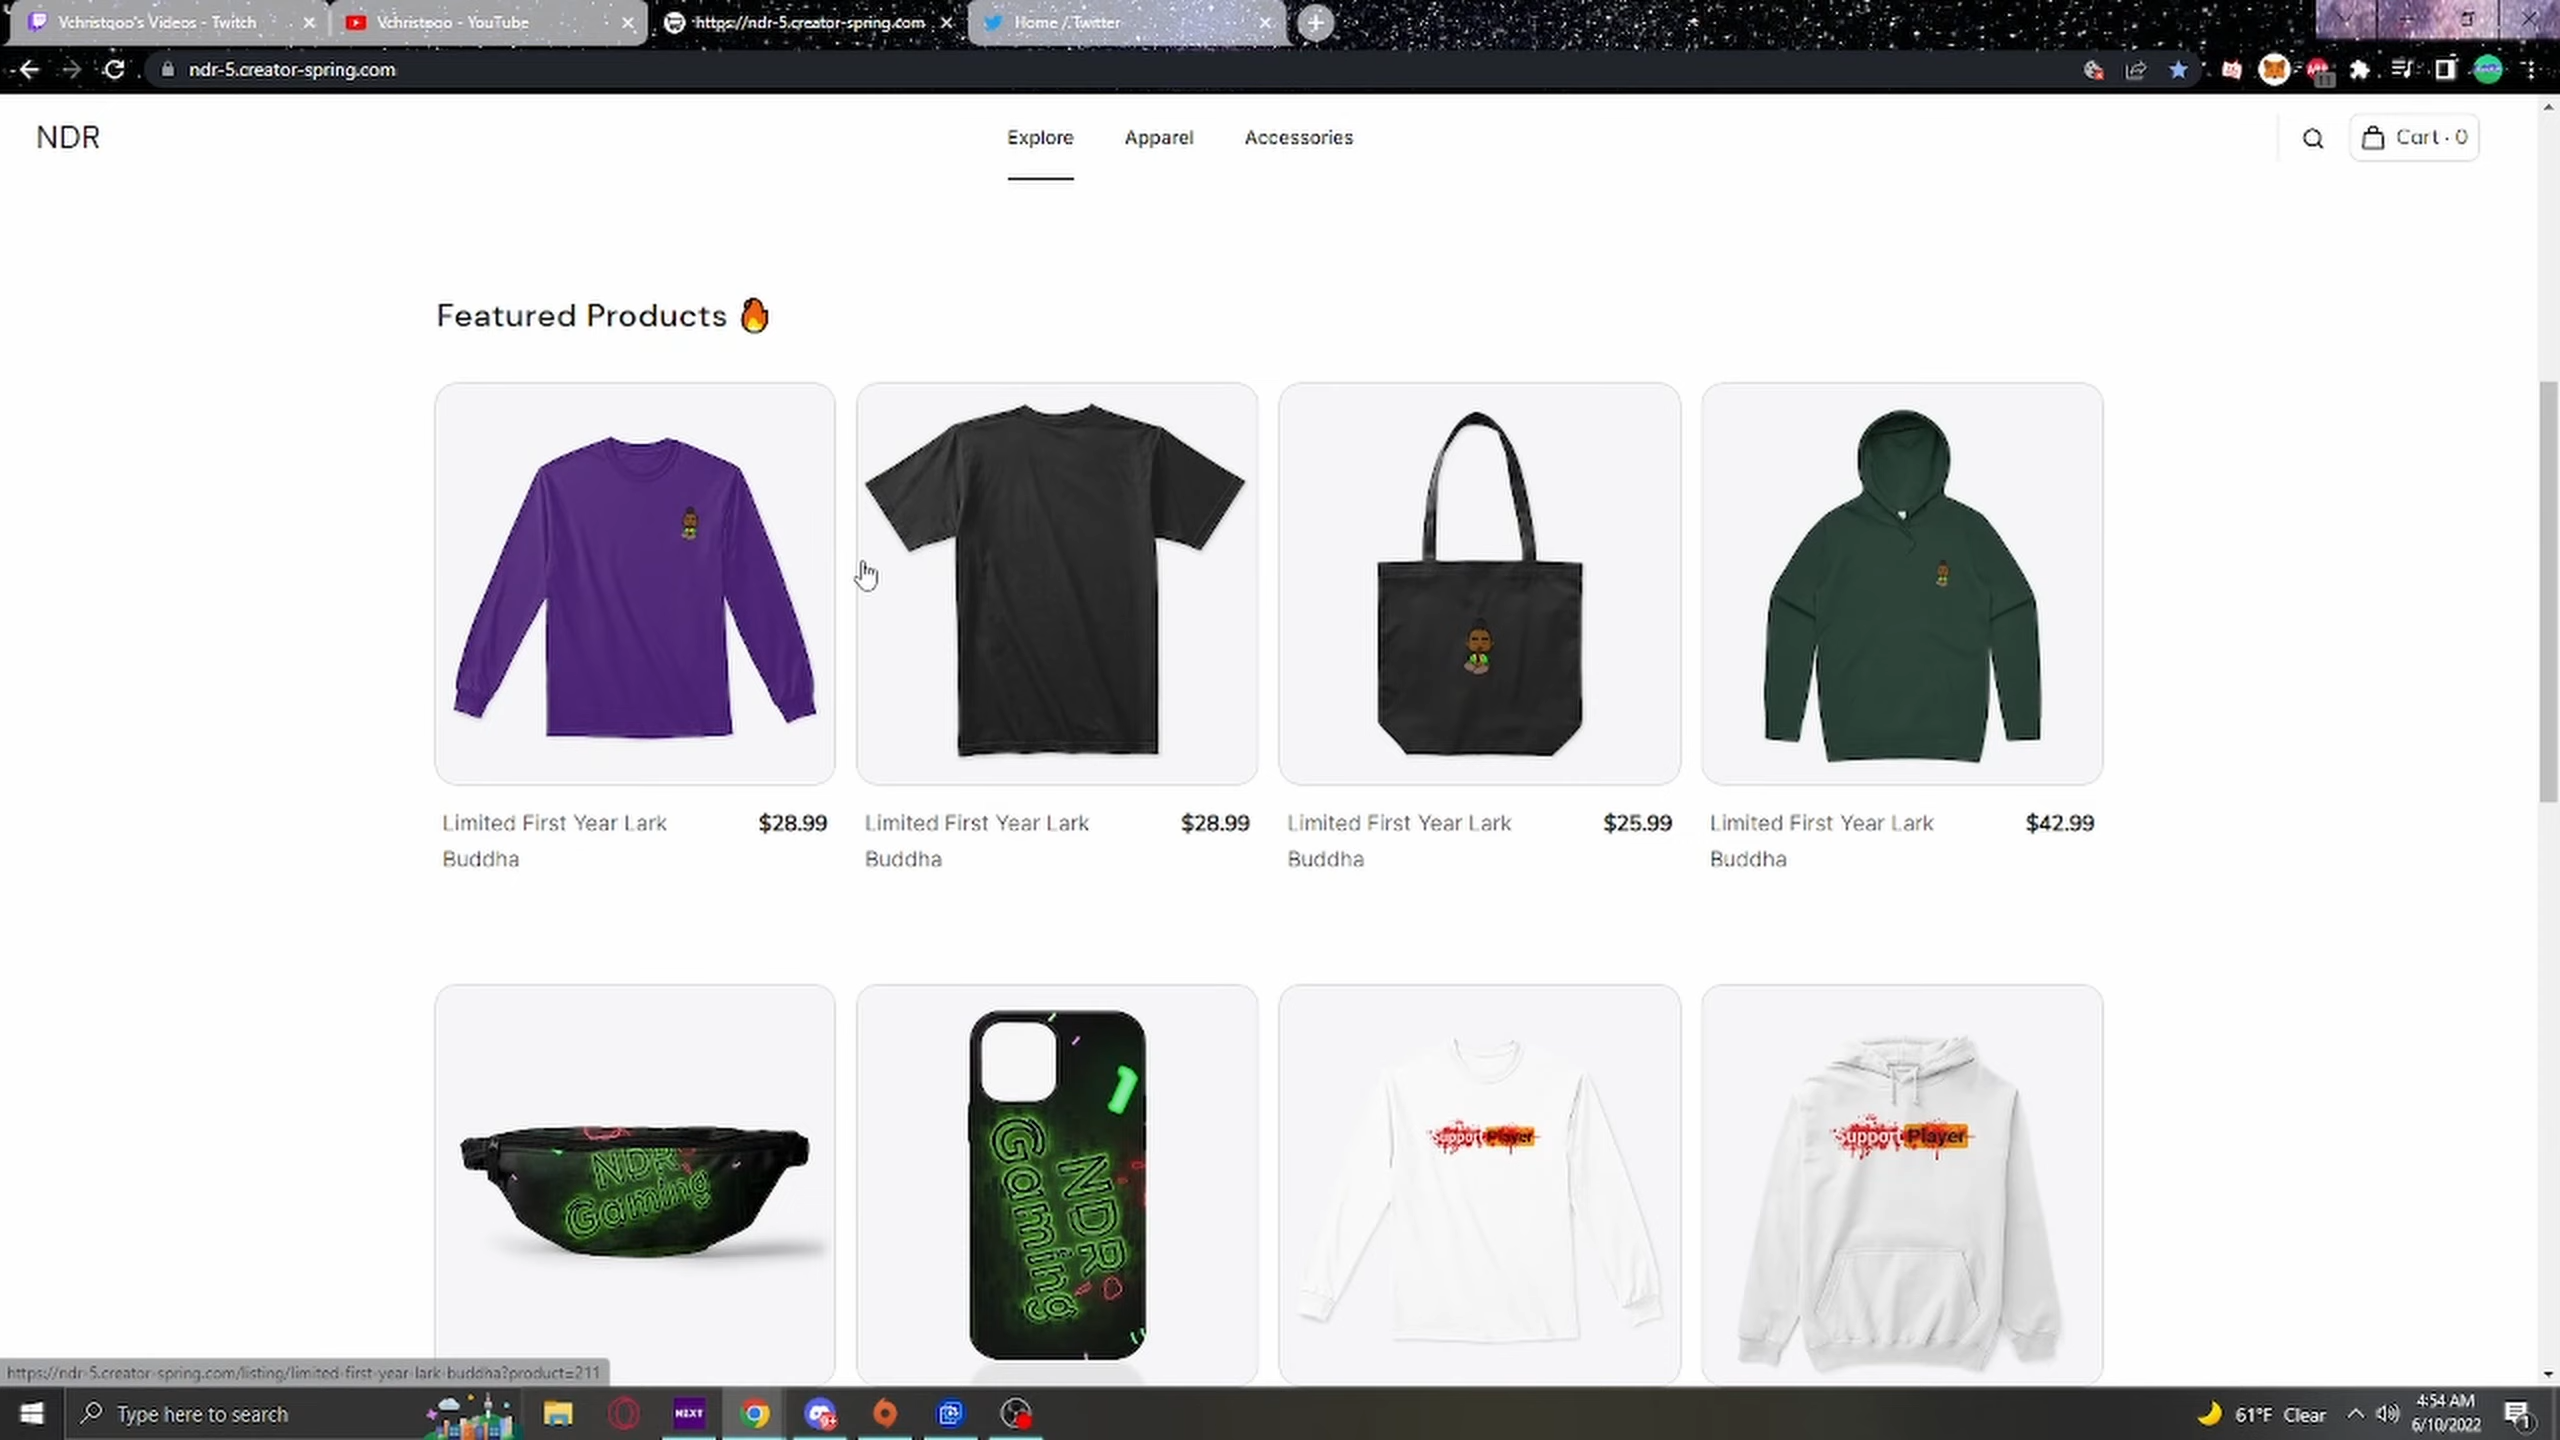 Vchristqoo's Videos - Twitch
Vchristqoo - YouTube
https://ndr-5.creator-spring.com
Home / Twitter
ndr-5.creator-spring.com
NDR
Explore
Apparel
Accessories
Cart · 0
Featured Products 🔥
Limited First Year Lark Buddha
$28.99
Limited First Year Lark Buddha
$28.99
Limited First Year Lark Buddha
$25.99
Limited First Year Lark Buddha
$42.99
NDR
Gaming
NDR
Gaming
Support Player
Support Player
https://ndr-5.creator-spring.com/listing/limited-first-year-lark-buddha?product=211
Type here to search
NEXT
61°F Clear
4:54 AM
6/10/2022
1